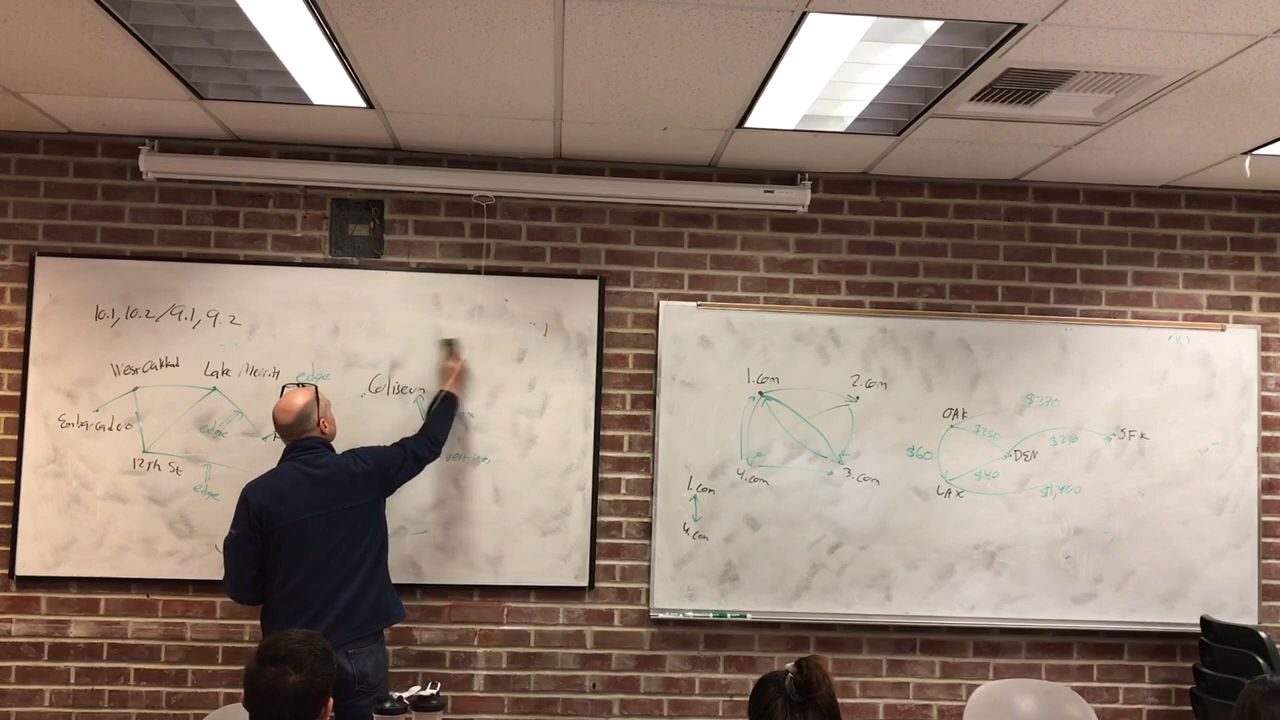 10.1, 10.2 / 9.1, 9.2
West Oakland Lake Merritt edge
Coliseum
Embarcadero
edge
12th St
edge
vertices
1.com 2.com
4.com 3.com
1.com
4.com
OAK $370
$250 $290 SFK
$60 DEN
$40
LAX $1,400